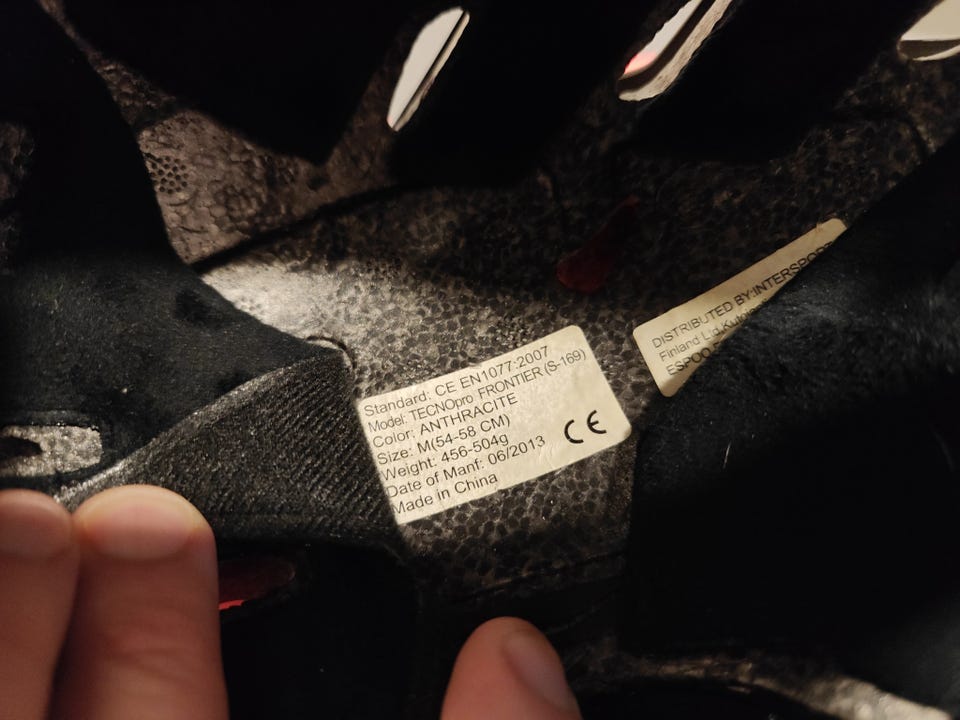 Standard: CE EN1077:2007
Model: TECNOpro FRONTIER (S-169)
Color: ANTHRACITE
Size: M(54-58 CM)
Weight: 456-504g
Date of Manf: 06/2013
Made in China
CE
DISTRIBUTED BY:INTERSPORT
Finland
ESPOO